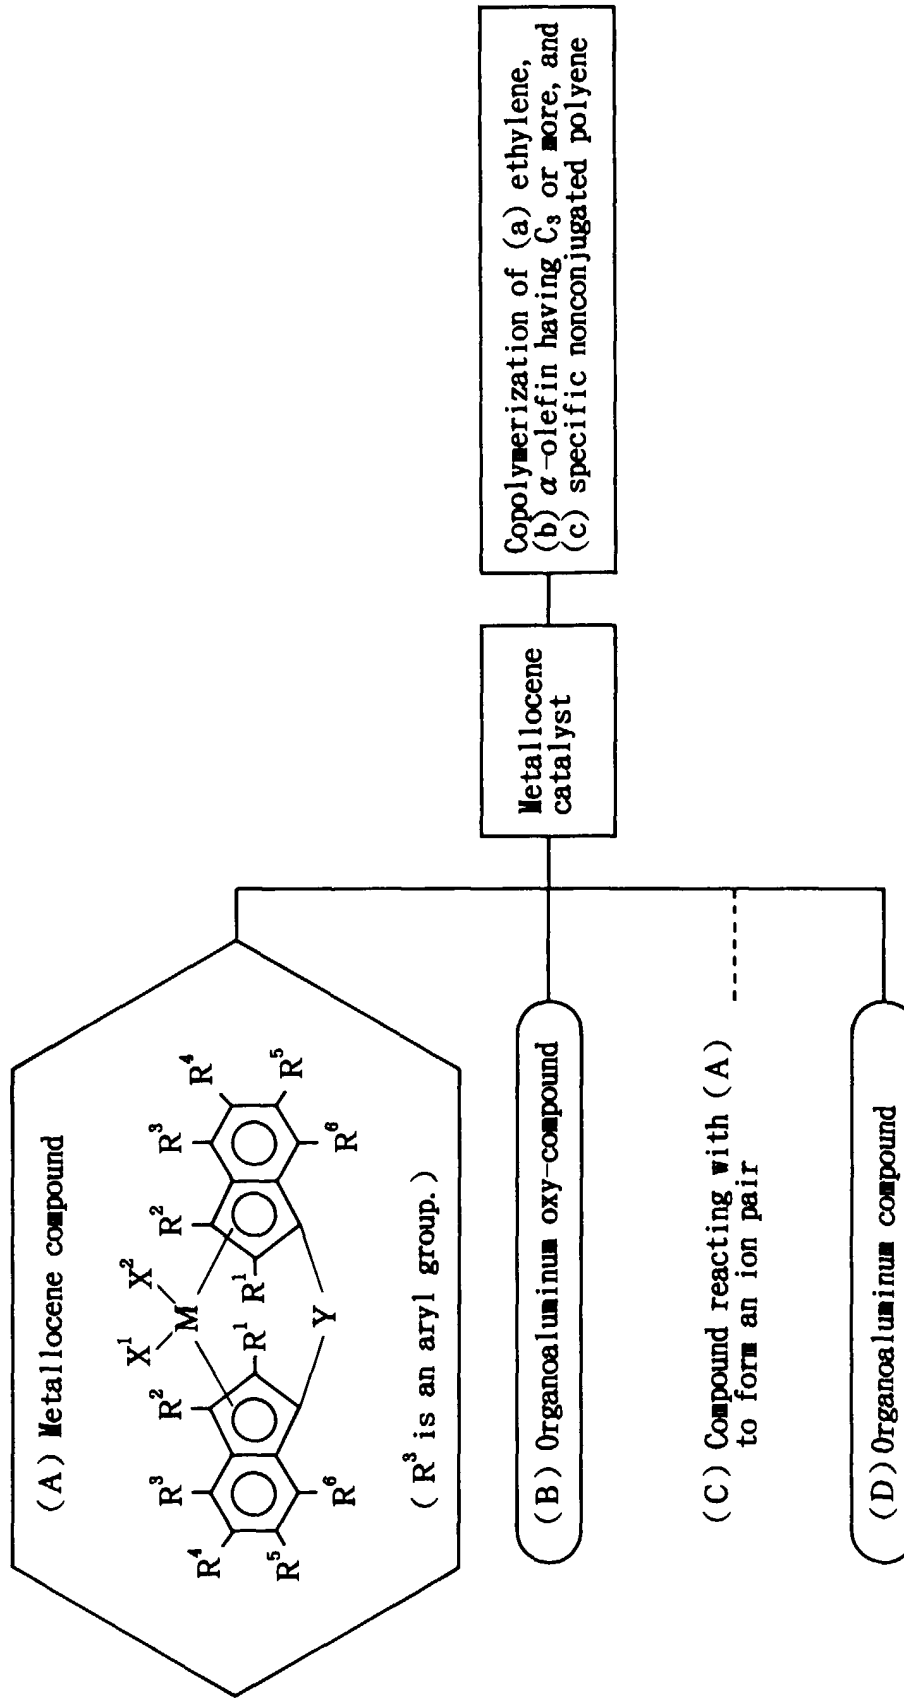 (A) Metallocene compound
X¹ X²
M
R³ R² R² R³
R⁴ R¹ R¹ R⁴
R⁵ R⁶ R⁶ R⁵
Y
(R³ is an aryl group.)
(B) Organoaluminum oxy-compound
(C) Compound reacting with (A)
to form an ion pair
(D) Organoaluminum compound
Metallocene
catalyst
Copolymerization of (a) ethylene,
(b) α-olefin having C₃ or more, and
(c) specific nonconjugated polyene